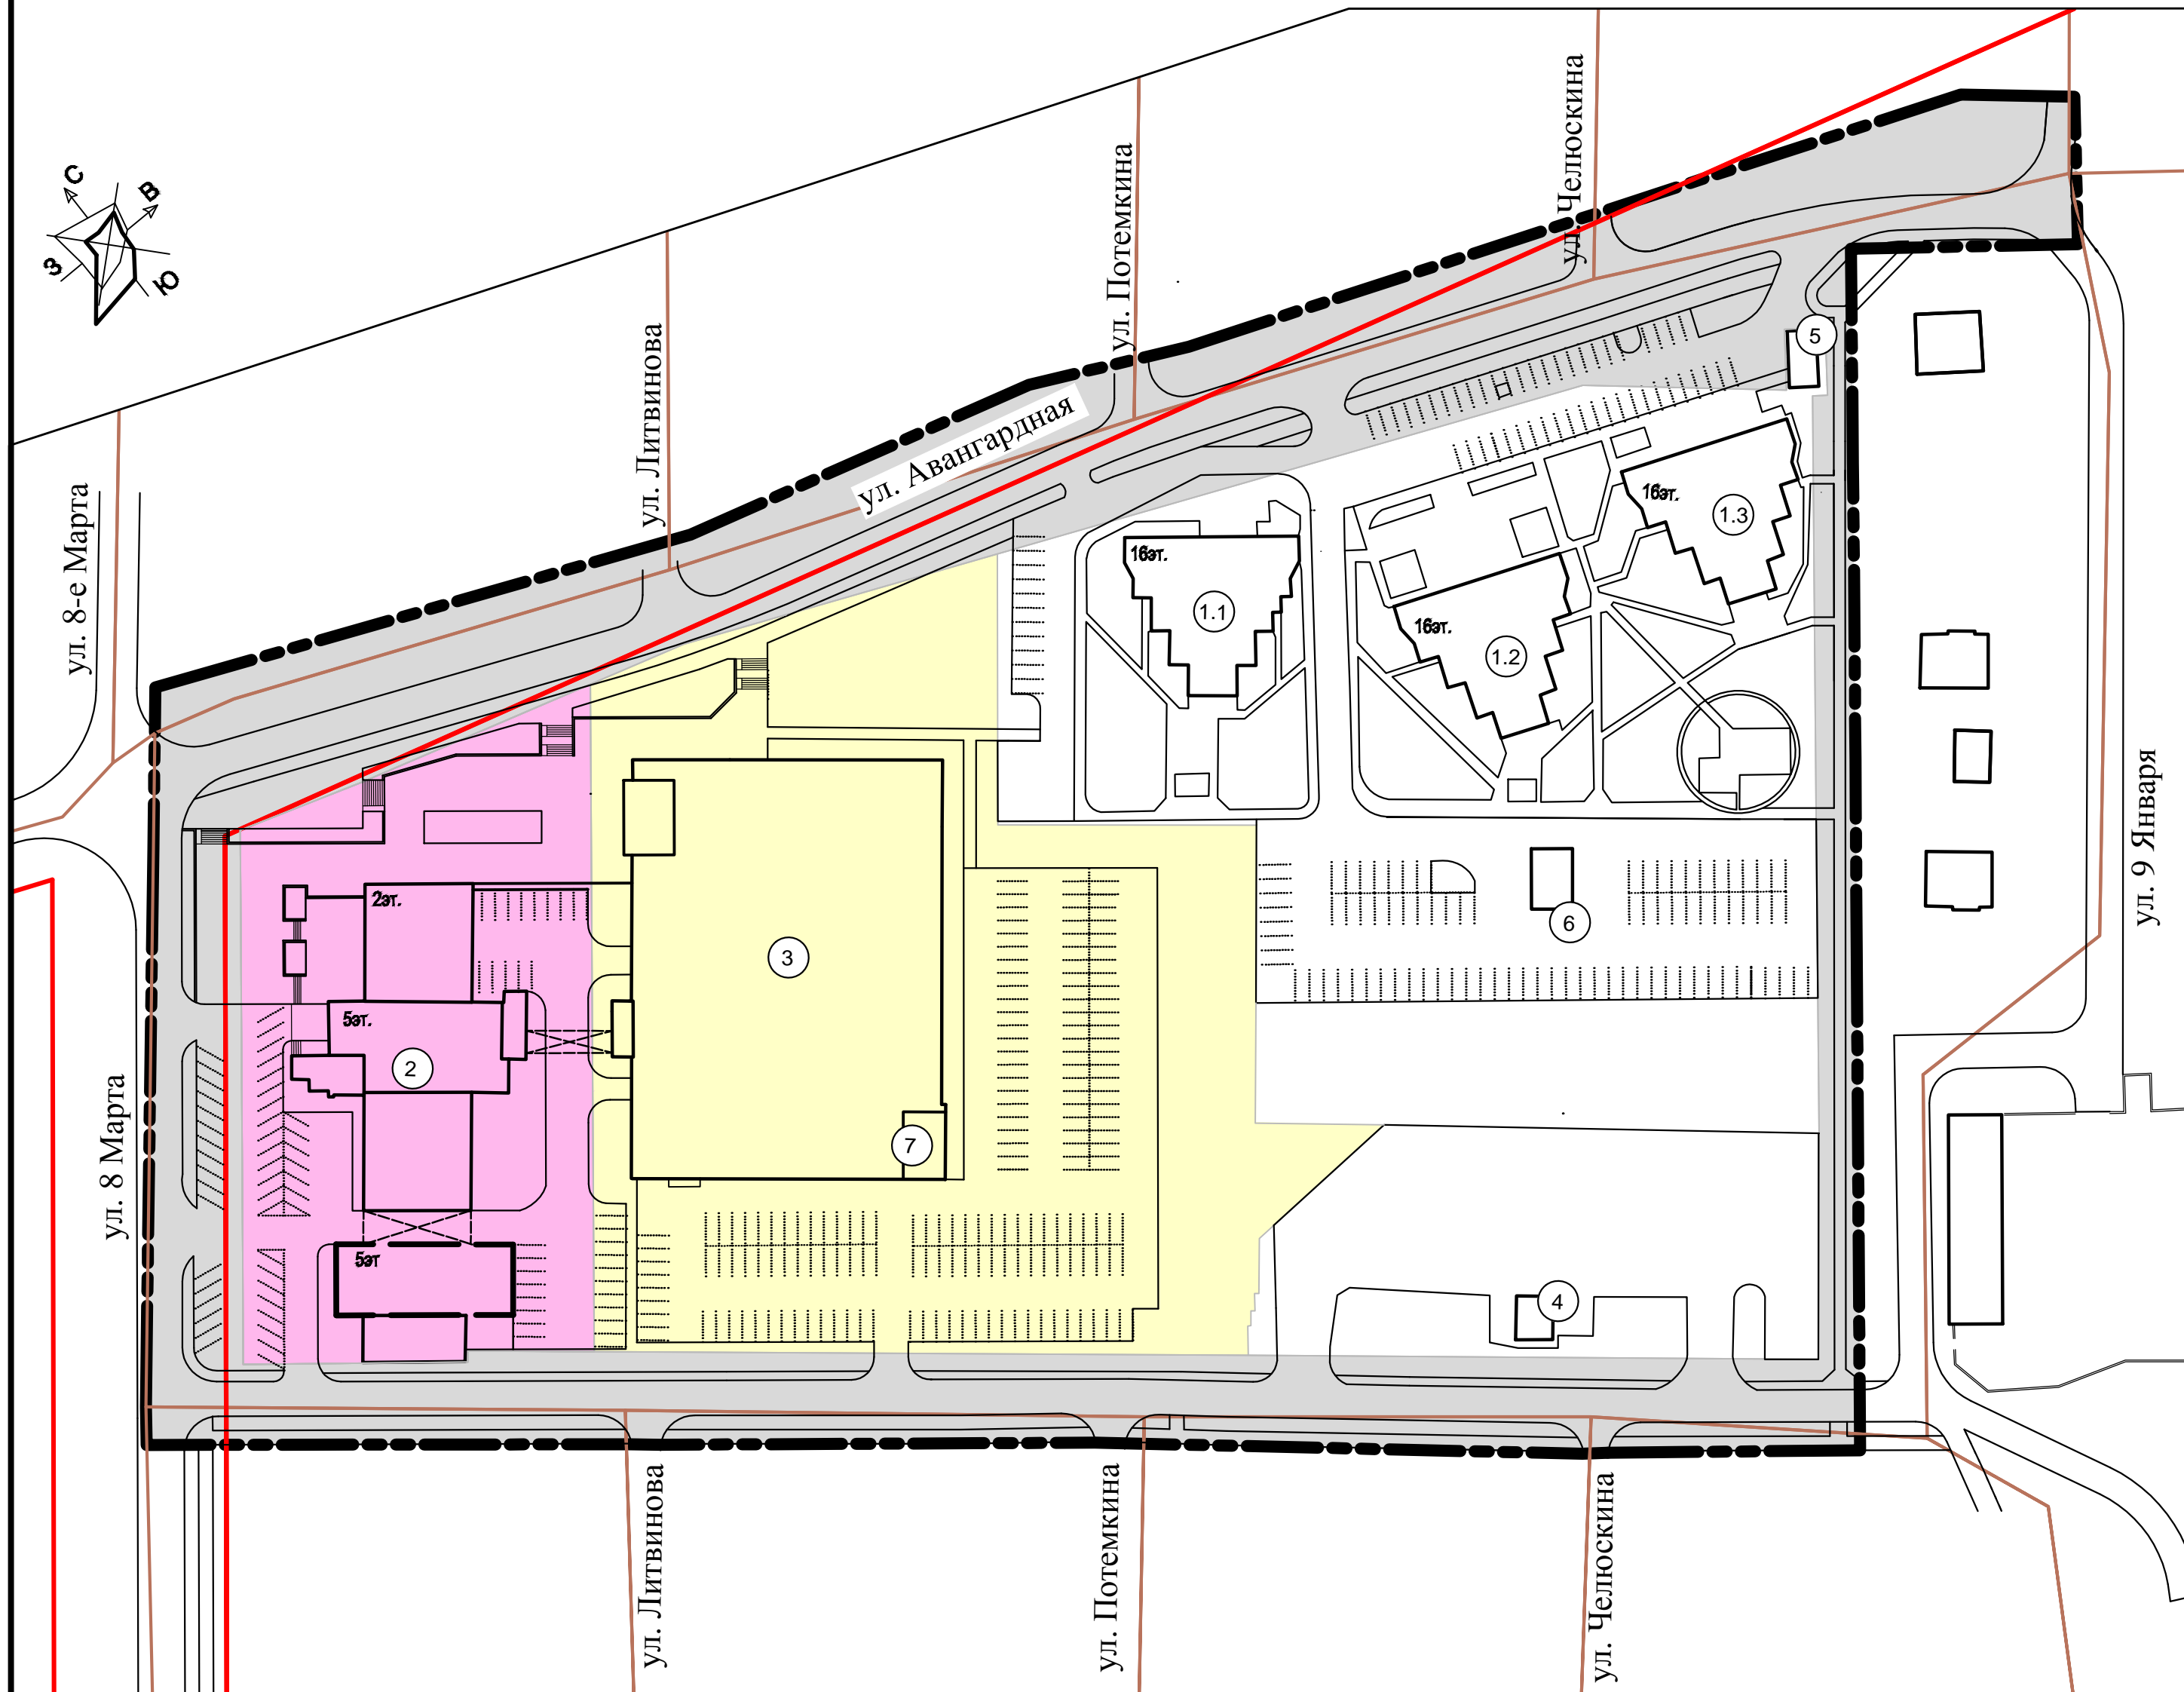 ул. Челюскина
ул. Потемкина
С
В
З
Ю
ул. Литвинова
5
ул. Авангардная
ул. 8-е Марта
16эт.
1.3
16эт.
1.1
16эт.
1.2
ул. 9 Января
2эт.
6
3
5эт.
2
7
ул. 8 Марта
5эт
4
ул. Литвинова
ул. Потемкина
ул. Челюскина